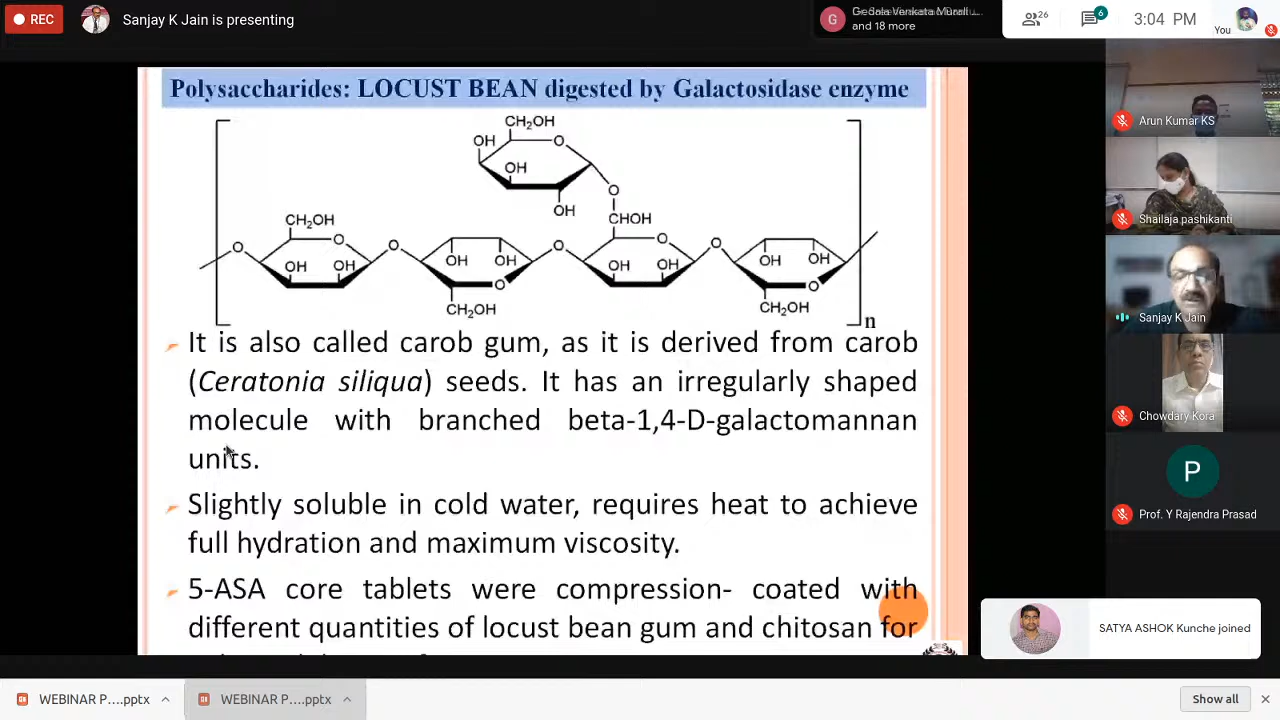 REC
Sanjay K Jain is presenting
G
and 18 more
26
6
3:04 PM
You
Polysaccharides: LOCUST BEAN digested by Galactosidase enzyme
CH₂OH
OH
O
OH
O
OH
CHOH
CH₂OH
O
O
OH
OH
O
OH
OH
O
CH₂OH
O
O
OH
OH
O
OH
OH
O
CH₂OH
n
It is also called carob gum, as it is derived from carob
(Ceratonia siliqua) seeds. It has an irregularly shaped
molecule with branched beta-1,4-D-galactomannan
units.
Slightly soluble in cold water, requires heat to achieve
full hydration and maximum viscosity.
5-ASA core tablets were compression- coated with
different quantities of locust bean gum and chitosan for
Arun Kumar KS
Shailaja pashikanti
Sanjay K Jain
Chowdary Kora
P
Prof. Y Rajendra Prasad
SATYA ASHOK Kunche joined
WEBINAR P....pptx
WEBINAR P....pptx
Show all